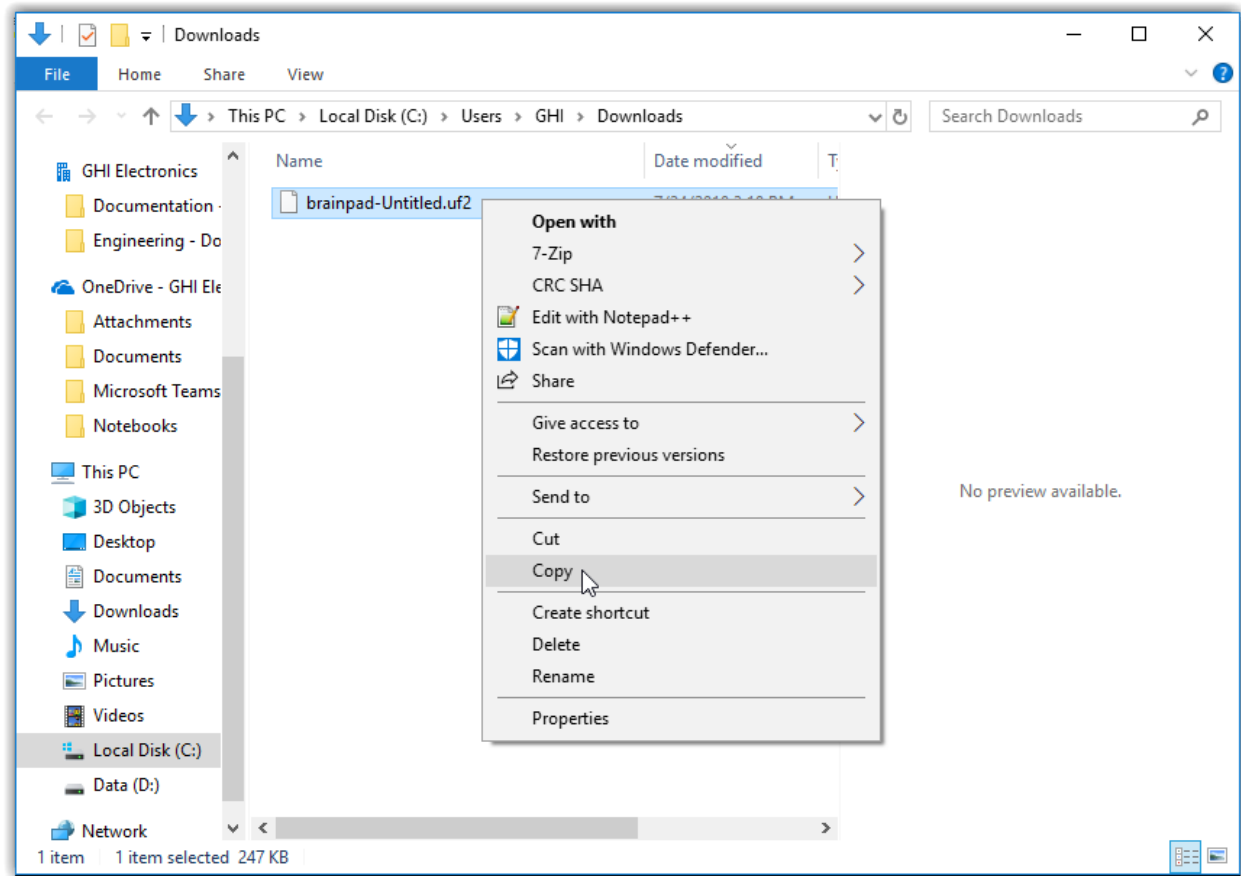 Downloads
File Home Share View
This PC › Local Disk (C:) › Users › GHI › Downloads
Search Downloads
GHI Electronics
Documentation -
Engineering - Do
OneDrive - GHI Ele
Attachments
Documents
Microsoft Teams
Notebooks
This PC
3D Objects
Desktop
Documents
Downloads
Music
Pictures
Videos
Local Disk (C:)
Data (D:)
Network
Name Date modified
brainpad-Untitled.uf2
Open with
7-Zip
CRC SHA
Edit with Notepad++
Scan with Windows Defender...
Share
Give access to
Restore previous versions
Send to
Cut
Copy
Create shortcut
Delete
Rename
Properties
No preview available.
1 item 1 item selected 247 KB